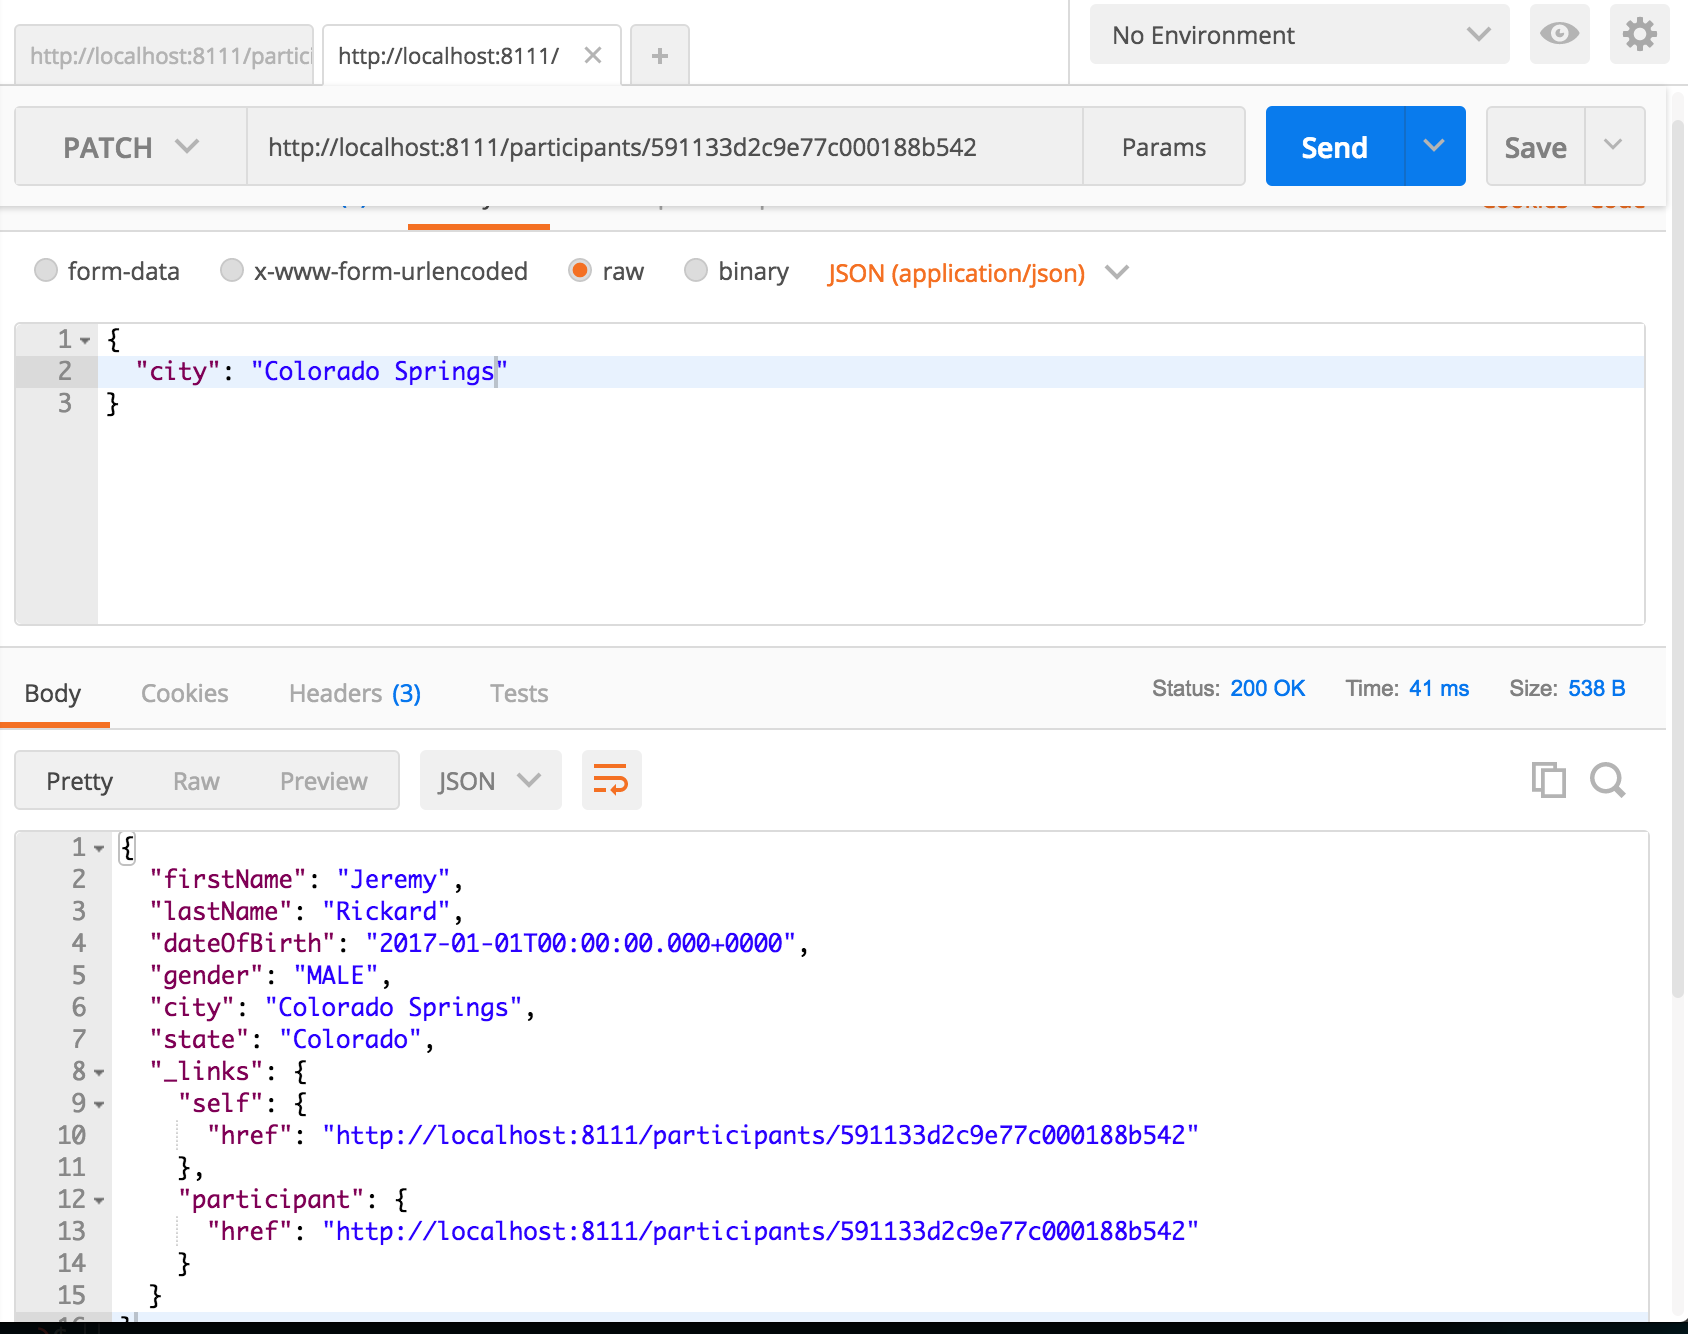 http://localhost:8111/partici http://localhost:8111/ No Environment
PATCH http://localhost:8111/participants/591133d2c9e77c000188b542 Params Send Save
form-data x-www-form-urlencoded raw binary JSON (application/json)
1 {
2 "city": "Colorado Springs"
3 }
Body Cookies Headers (3) Tests Status: 200 OK Time: 41 ms Size: 538 B
Pretty Raw Preview JSON
1 {
2 "firstName": "Jeremy",
3 "lastName": "Rickard",
4 "dateOfBirth": "2017-01-01T00:00:00.000+0000",
5 "gender": "MALE",
6 "city": "Colorado Springs",
7 "state": "Colorado",
8 "_links": {
9 "self": {
10 "href": "http://localhost:8111/participants/591133d2c9e77c000188b542"
11 },
12 "participant": {
13 "href": "http://localhost:8111/participants/591133d2c9e77c000188b542"
14 }
15 }